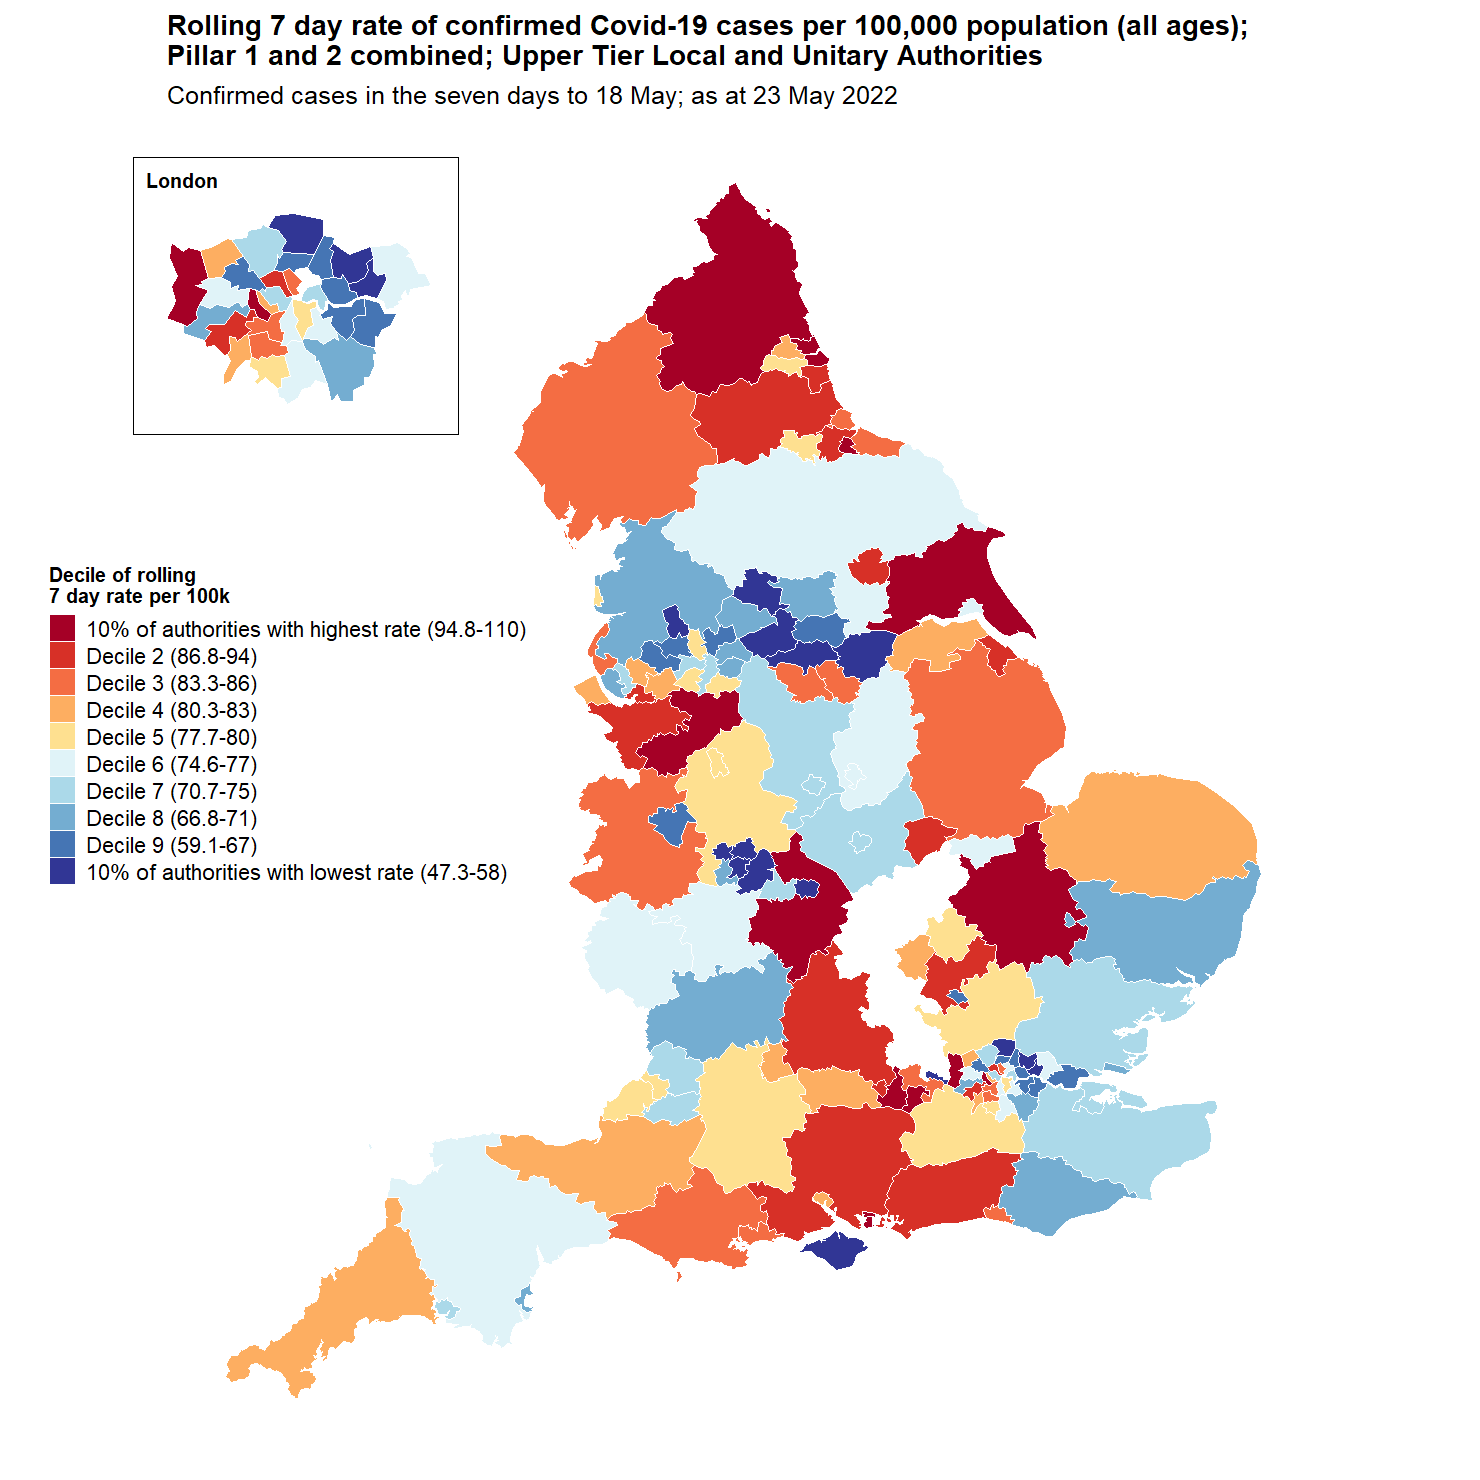 Rolling 7 day rate of confirmed Covid-19 cases per 100,000 population (all ages);
Pillar 1 and 2 combined; Upper Tier Local and Unitary Authorities
Confirmed cases in the seven days to 18 May; as at 23 May 2022
London
Decile of rolling
7 day rate per 100k
10% of authorities with highest rate (94.8-110)
Decile 2 (86.8-94)
Decile 3 (83.3-86)
Decile 4 (80.3-83)
Decile 5 (77.7-80)
Decile 6 (74.6-77)
Decile 7 (70.7-75)
Decile 8 (66.8-71)
Decile 9 (59.1-67)
10% of authorities with lowest rate (47.3-58)